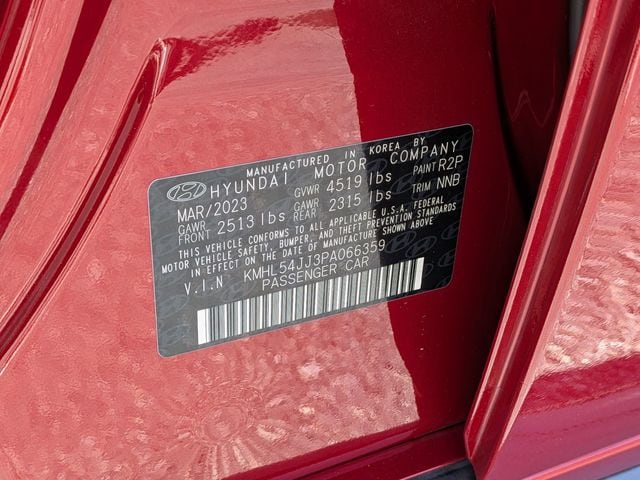 MANUFACTURED IN KOREA BY
HYUNDAI MOTOR COMPANY
MAR/2023 GVWR 4519 lbs PAINT R2P
GAWR FRONT 2513 lbs GAWR REAR 2315 lbs TRIM NNB
THIS VEHICLE CONFORMS TO ALL APPLICABLE U.S.A. FEDERAL
MOTOR VEHICLE SAFETY, BUMPER, AND THEFT PREVENTION STANDARDS
IN EFFECT ON THE DATE OF MANUFACTURE SHOWN ABOVE
V.I.N KMHL54JJ3PA066359
PASSENGER CAR